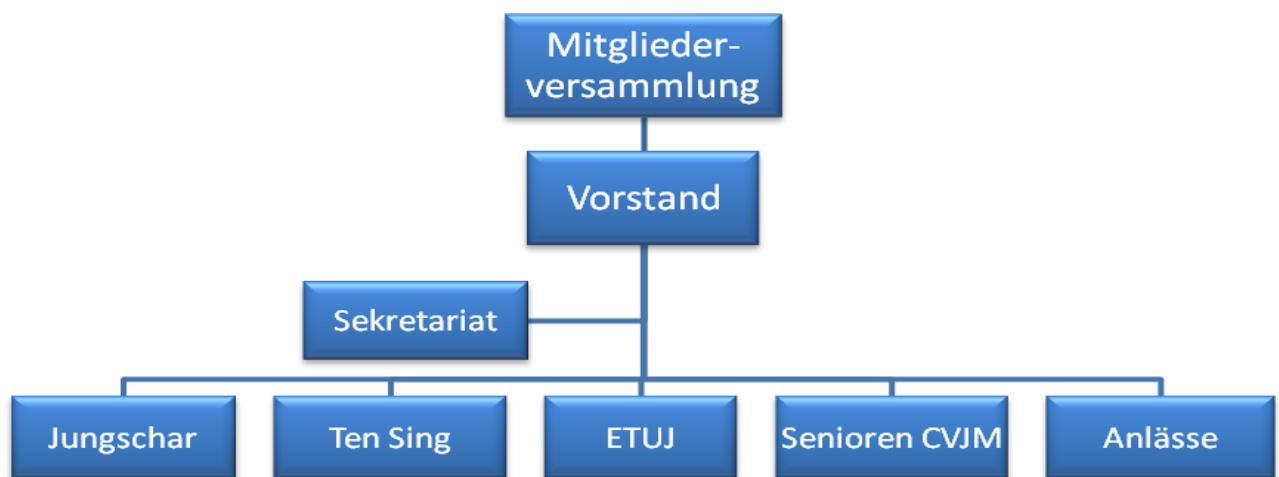 Mitglieder-
versammlung
Vorstand
Sekretariat
Jungschar
Ten Sing
ETUJ
Senioren CVJM
Anlässe